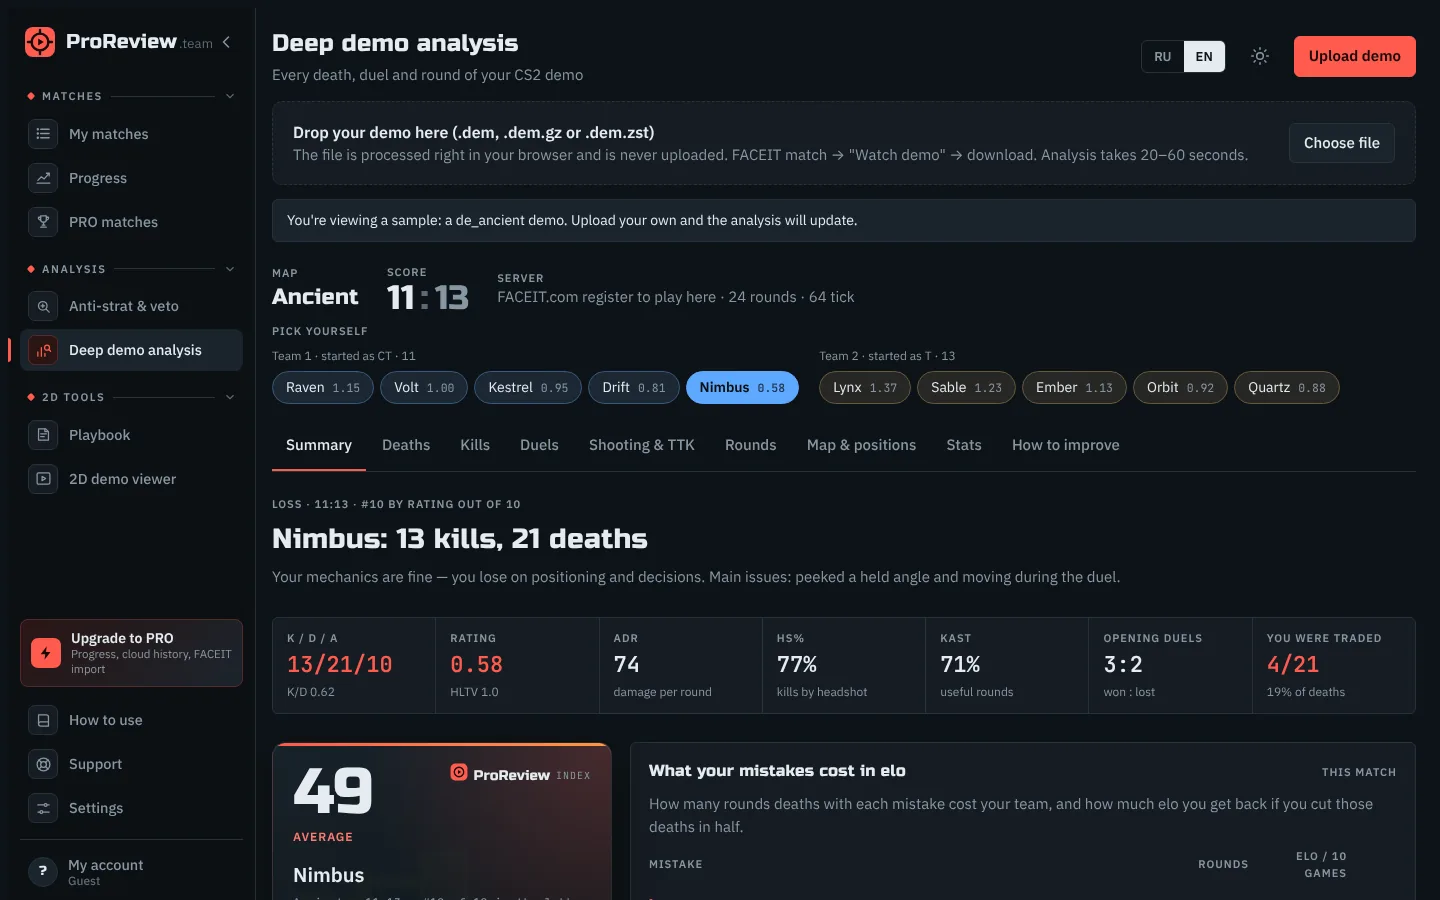 ProReview.team
MATCHES
My matches
Progress
PRO matches
ANALYSIS
Anti-strat & veto
Deep demo analysis
2D TOOLS
Playbook
2D demo viewer
Upgrade to PRO
Progress, cloud history, FACEIT
import
How to use
Support
Settings
?
My account
Guest
Deep demo analysis
Every death, duel and round of your CS2 demo
RU EN
Upload demo
Drop your demo here (.dem, .dem.gz or .dem.zst)
The file is processed right in your browser and is never uploaded. FACEIT match → "Watch demo" → download. Analysis takes 20–60 seconds.
Choose file
You're viewing a sample: a de_ancient demo. Upload your own and the analysis will update.
MAP
Ancient
SCORE
11:13
SERVER
FACEIT.com register to play here · 24 rounds · 64 tick
PICK YOURSELF
Team 1 · started as CT · 11
Raven 1.15 Volt 1.00 Kestrel 0.95 Drift 0.81 Nimbus 0.58
Team 2 · started as T · 13
Lynx 1.37 Sable 1.23 Ember 1.13 Orbit 0.92 Quartz 0.88
Summary Deaths Kills Duels Shooting & TTK Rounds Map & positions Stats How to improve
LOSS · 11:13 · #10 BY RATING OUT OF 10
Nimbus: 13 kills, 21 deaths
Your mechanics are fine — you lose on positioning and decisions. Main issues: peeked a held angle and moving during the duel.
K / D / A
13/21/10
K/D 0.62
RATING
0.58
HLTV 1.0
ADR
74
damage per round
HS%
77%
kills by headshot
KAST
71%
useful rounds
OPENING DUELS
3:2
won : lost
YOU WERE TRADED
4/21
19% of deaths
49
ProReview INDEX
AVERAGE
Nimbus
What your mistakes cost in elo
THIS MATCH
How many rounds deaths with each mistake cost your team, and how much elo you get back if you cut those
deaths in half.
MISTAKE
ROUNDS
ELO / 10
GAMES